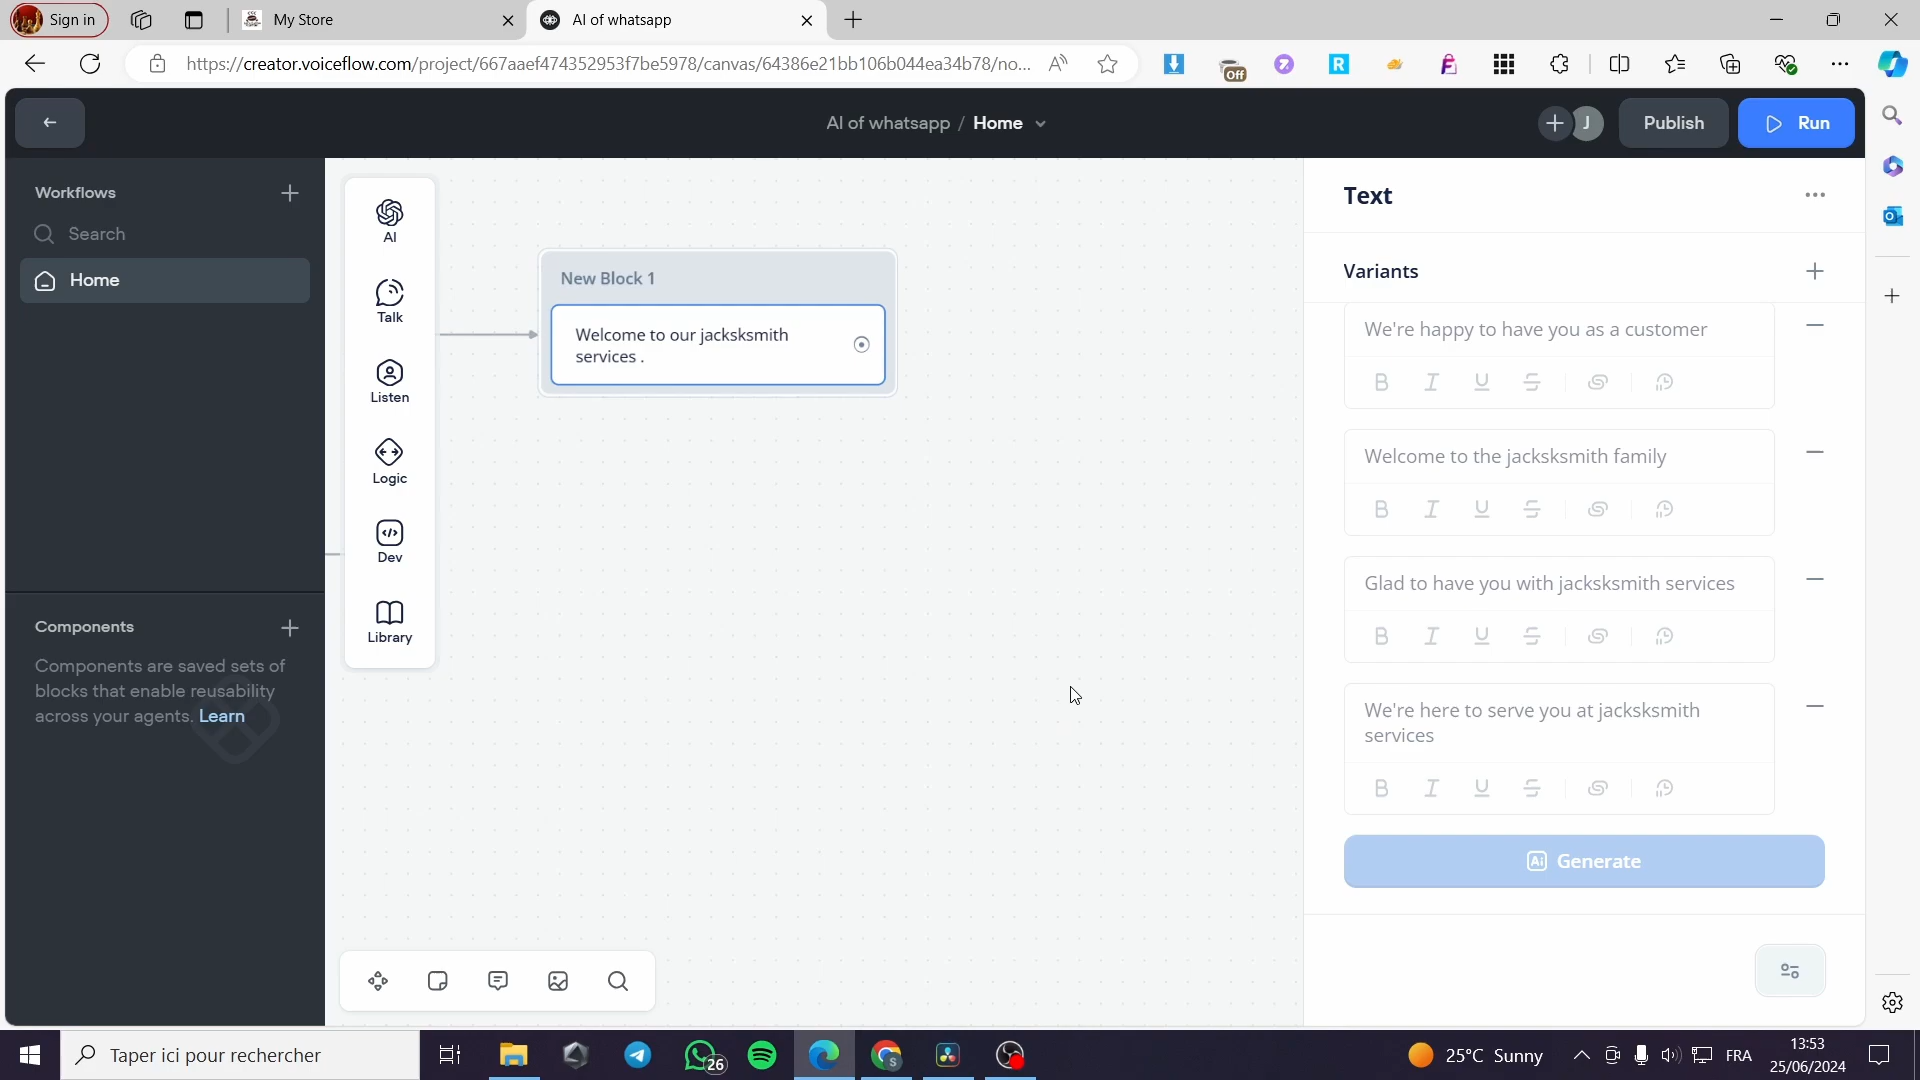 Sign in
My Store
AI of whatsapp
https://creator.voiceflow.com/project/667aaef474352953f7be5978/canvas/64386e21bb106b044ea34b78/no...
Off
AI of whatsapp / Home
J
Publish
Run
Workflows
Search
Home
AI
Talk
Listen
Logic
Dev
Library
New Block 1
Welcome to our jacksksmith
services .
Text
Variants
We're happy to have you as a customer
Welcome to the jacksksmith family
Glad to have you with jacksksmith services
We're here to serve you at jacksksmith
services
Generate
Components
Components are saved sets of
blocks that enable reusability
across your agents. Learn
Taper ici pour rechercher
26
25°C Sunny
FRA
13:53
25/06/2024